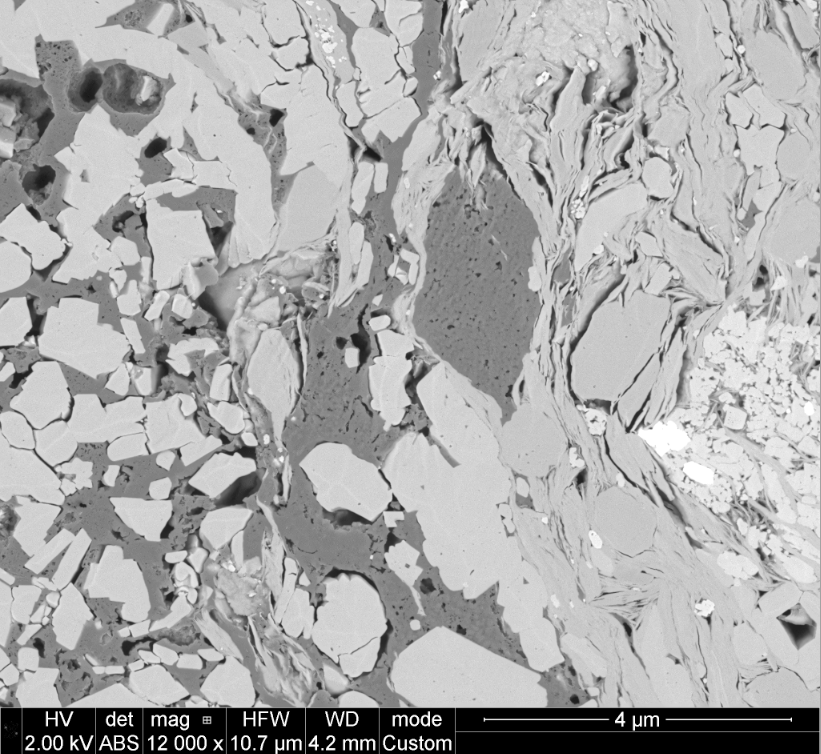 HV det mag ⊞ HFW WD mode
2.00 kV ABS 12 000 x 10.7 µm 4.2 mm Custom
4 µm